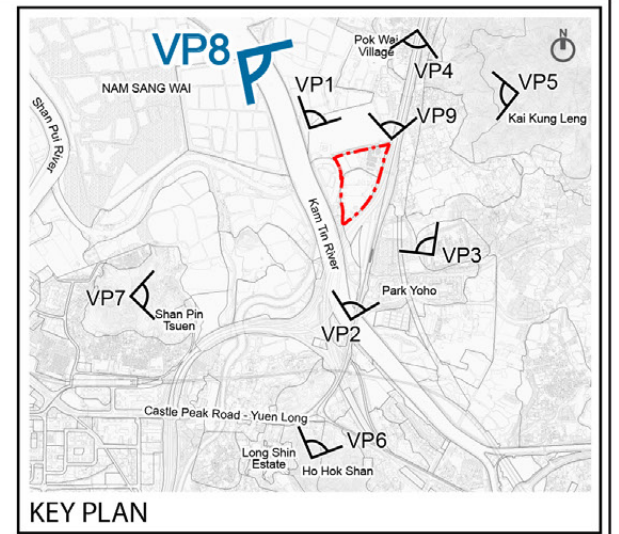 VP8
Pok Wai
Village
N
VP4
VP5
NAM SANG WAI
VP1
VP9
Kai Kung Leng
Shan Pui River
Kam Tin River
VP3
VP7
Shan Pin
Tsuen
Park Yoho
VP2
Castle Peak Road - Yuen Long
Long Shin
Estate
VP6
Ho Hok Shan
KEY PLAN